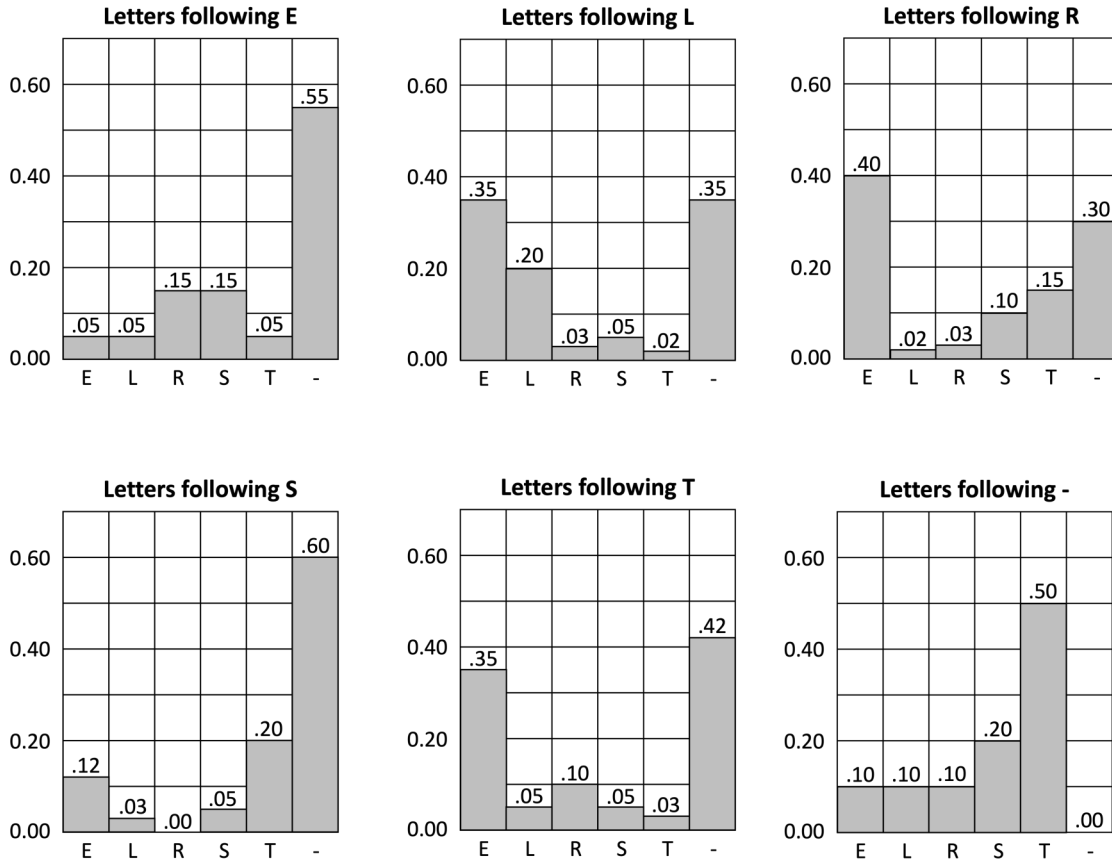 Letters following E
0.60
0.40
0.20
0.00
.05 .05 .15 .15 .05 .55
E L R S T -
Letters following L
0.60
0.40
0.20
0.00
.35 .20 .03 .05 .02 .35
E L R S T -
Letters following R
0.60
0.40
0.20
0.00
.40 .02 .03 .10 .15 .30
E L R S T -
Letters following S
0.60
0.40
0.20
0.00
.12 .03 .00 .05 .20 .60
E L R S T -
Letters following T
0.60
0.40
0.20
0.00
.35 .05 .10 .05 .03 .42
E L R S T -
Letters following -
0.60
0.40
0.20
0.00
.10 .10 .10 .20 .50 .00
E L R S T -